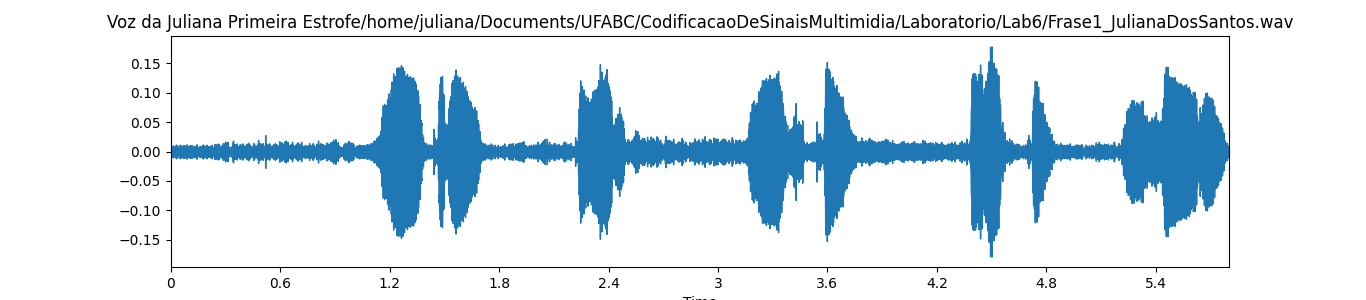 Voz da Juliana Primeira Estrofe/home/juliana/Documents/UFABC/CodificacaoDeSinaisMultimidia/Laboratorio/Lab6/Frase1_JulianaDosSantos.wav
0.15
0.10
0.05
0.00
−0.05
−0.10
−0.15
0 0.6 1.2 1.8 2.4 3 3.6 4.2 4.8 5.4
Time